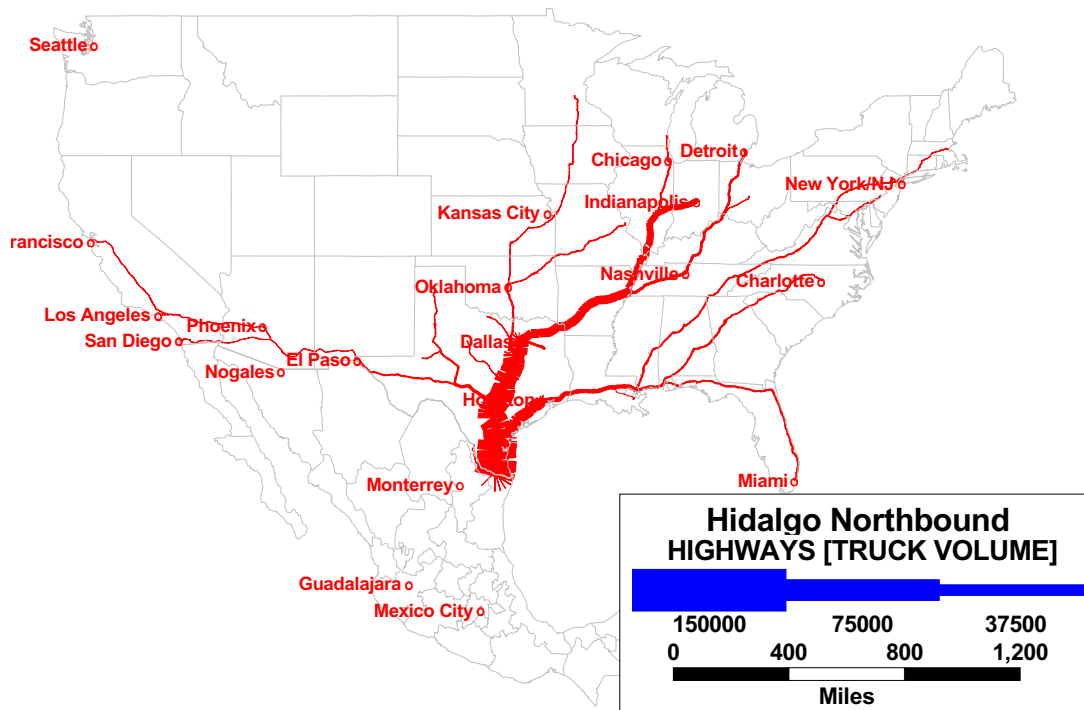 Seattle
Chicago
Detroit
New York/NJ
Indianapolis
Kansas City
rancisco
Nashville
Charlotte
Oklahoma
Los Angeles
Phoenix
San Diego
Dallas
El Paso
Nogales
Monterrey
Miami
Guadalajara
Mexico City
Hidalgo Northbound
HIGHWAYS [TRUCK VOLUME]
150000 75000 37500
0 400 800 1,200
Miles